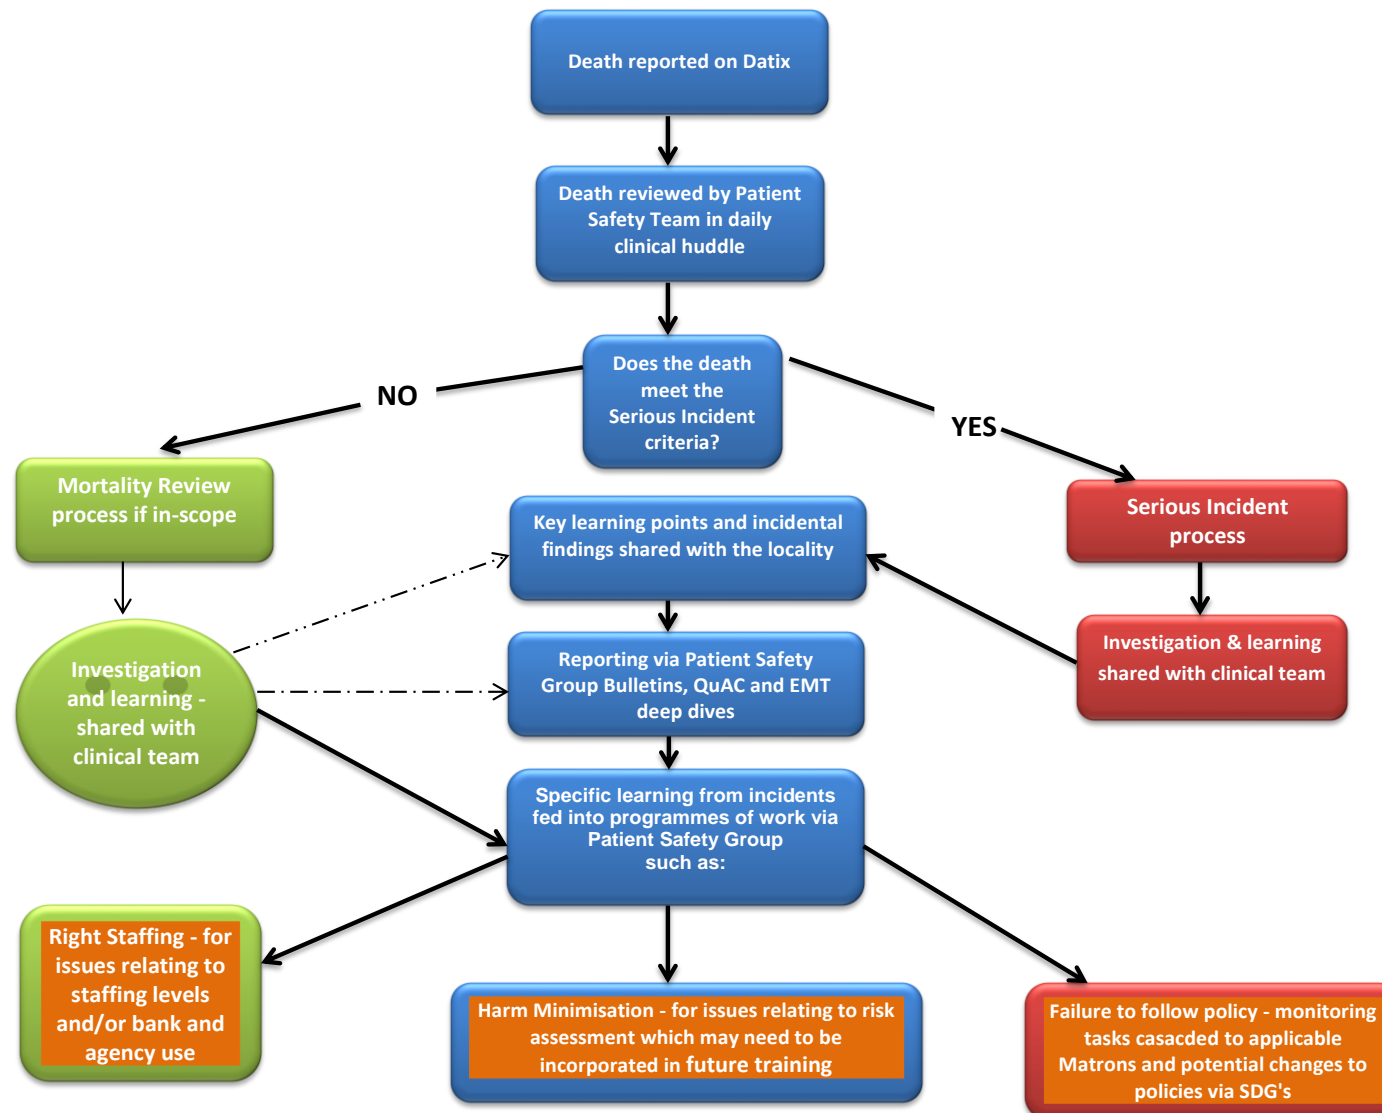 Death reported on Datix
Death reviewed by Patient
Safety Team in daily
clinical huddle
Does the death
meet the
Serious Incident
criteria?
NO
YES
Mortality Review
process if in-scope
Serious Incident
process
Key learning points and incidental
findings shared with the locality
Investigation & learning
shared with clinical team
Investigation
and learning -
shared with
clinical team
Reporting via Patient Safety
Group Bulletins, QuAC and EMT
deep dives
Specific learning from incidents
fed into programmes of work via
Patient Safety Group
such as:
Right Staffing - for
issues relating to
staffing levels
and/or bank and
agency use
Harm Minimisation - for issues relating to risk
assessment which may need to be
incorporated in future training
Failure to follow policy - monitoring
tasks casacded to applicable
Matrons and potential changes to
policies via SDG's